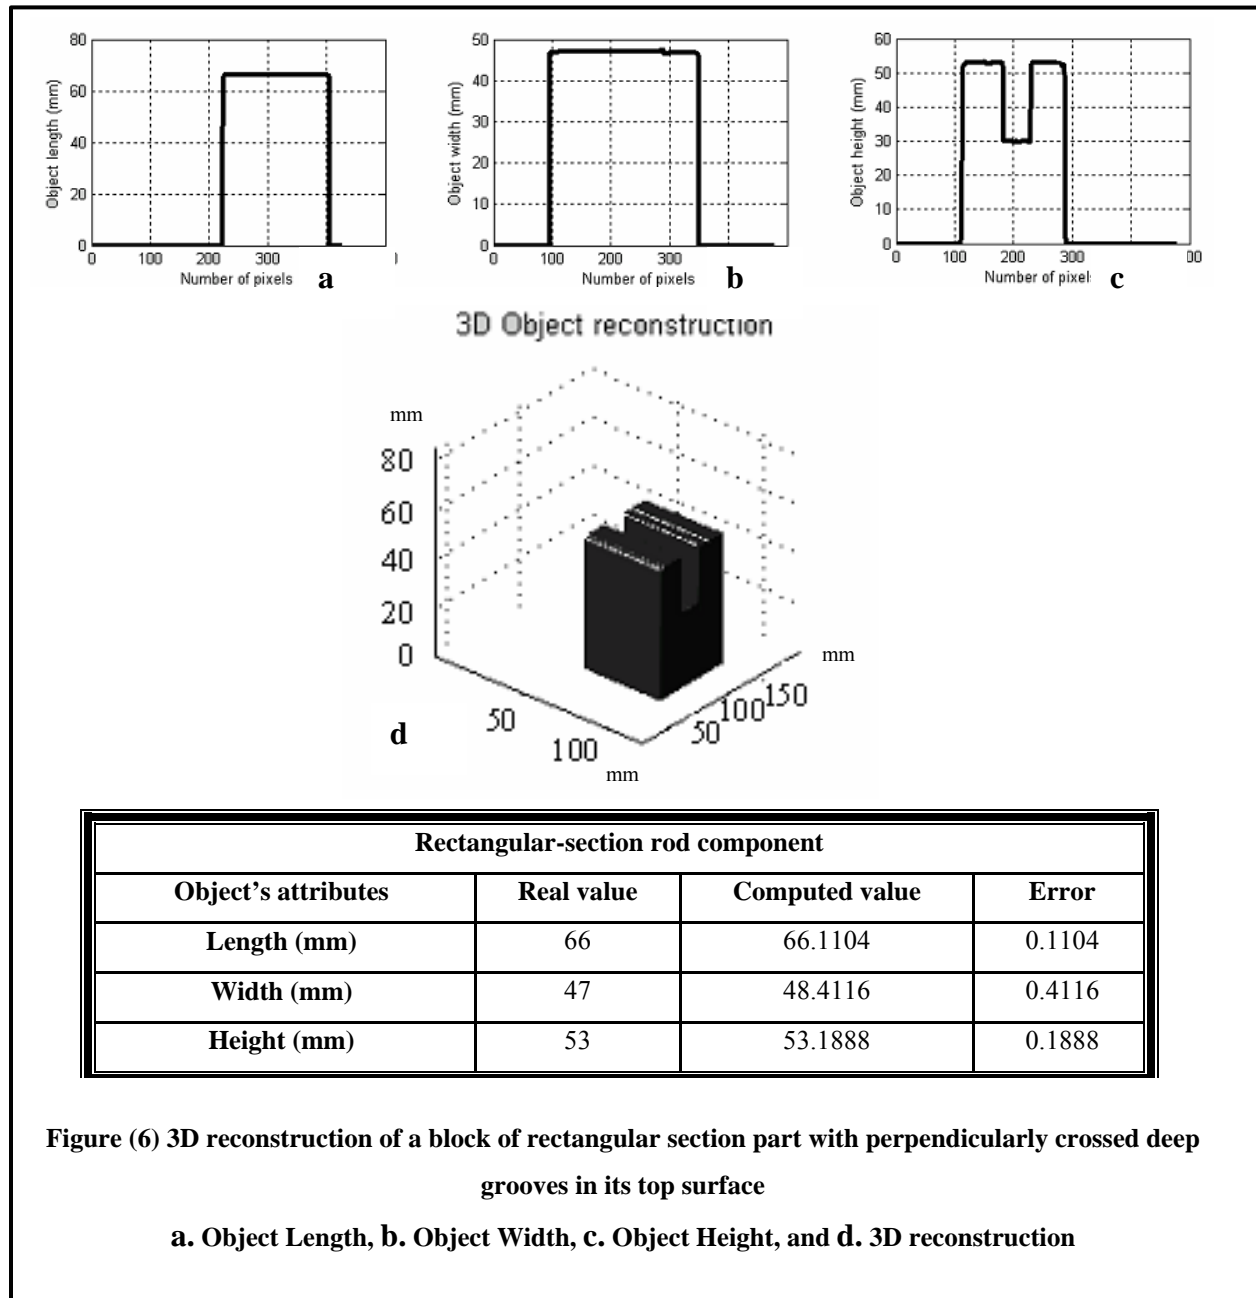 80
60
40
20
0
0 100 200 300 0
Object length (mm)
Number of pixels
a
50
40
30
20
10
0
0 100 200 300
Object width (mm)
Number of pixels
b
60
50
40
30
20
10
0
0 100 200 300 00
Object height (mm)
Number of pixel
c
3D Object reconstruction
mm
80
60
40
20
0
50
100
mm
50
100
150
mm
d
Rectangular-section rod component
Object’s attributes Real value Computed value Error
Length (mm) 66 66.1104 0.1104
Width (mm) 47 48.4116 0.4116
Height (mm) 53 53.1888 0.1888
Figure (6) 3D reconstruction of a block of rectangular section part with perpendicularly crossed deep
grooves in its top surface
a. Object Length, b. Object Width, c. Object Height, and d. 3D reconstruction